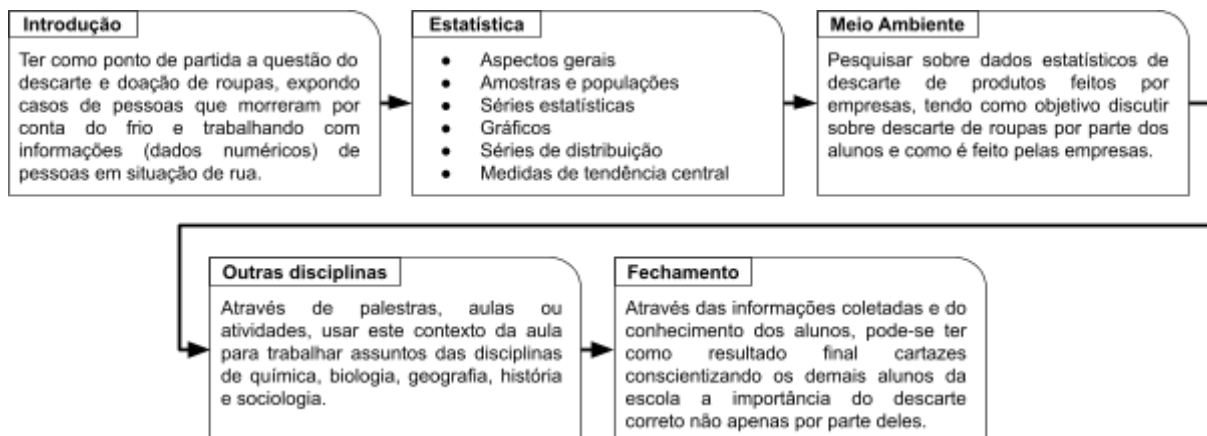 Introdução
Ter como ponto de partida a questão do
descarte e doação de roupas, expondo
casos de pessoas que morreram por
conta do frio e trabalhando com
informações (dados numéricos) de
pessoas em situação de rua.
Estatística
● Aspectos gerais
● Amostras e populações
● Séries estatísticas
● Gráficos
● Séries de distribuição
● Medidas de tendência central
Meio Ambiente
Pesquisar sobre dados estatísticos de
descarte de produtos feitos por
empresas, tendo como objetivo discutir
sobre descarte de roupas por parte dos
alunos e como é feito pelas empresas.
Outras disciplinas
Através de palestras, aulas ou
atividades, usar este contexto da aula
para trabalhar assuntos das disciplinas
de química, biologia, geografia, história
e sociologia.
Fechamento
Através das informações coletadas e do
conhecimento dos alunos, pode-se ter
como resultado final cartazes
conscientizando os demais alunos da
escola a importância do descarte
correto não apenas por parte deles.